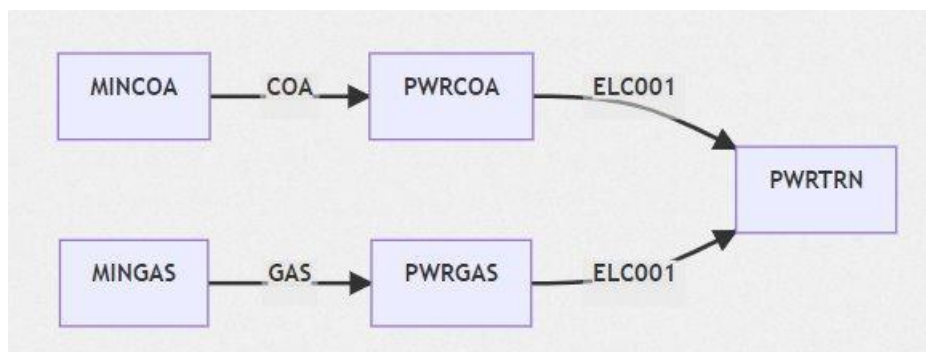 MINCOA
COA
PWRCOA
ELC001
PWRTRN
MINGAS
GAS
PWRGAS
ELC001